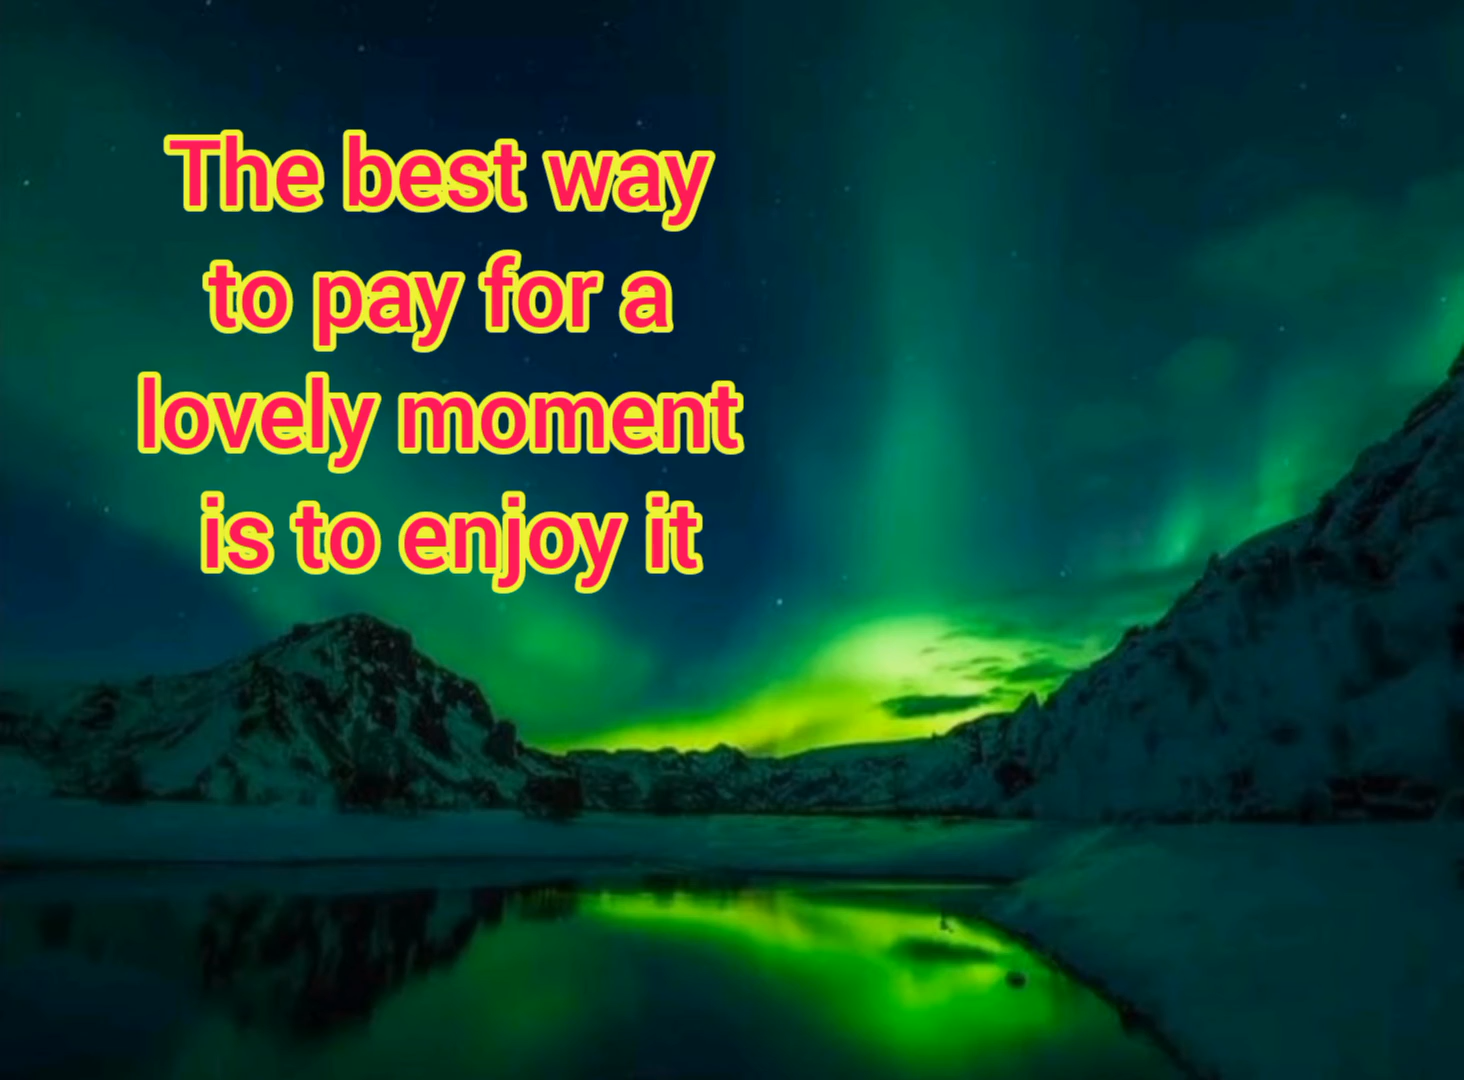 The best way
to pay for a
lovely moment
is to enjoy it